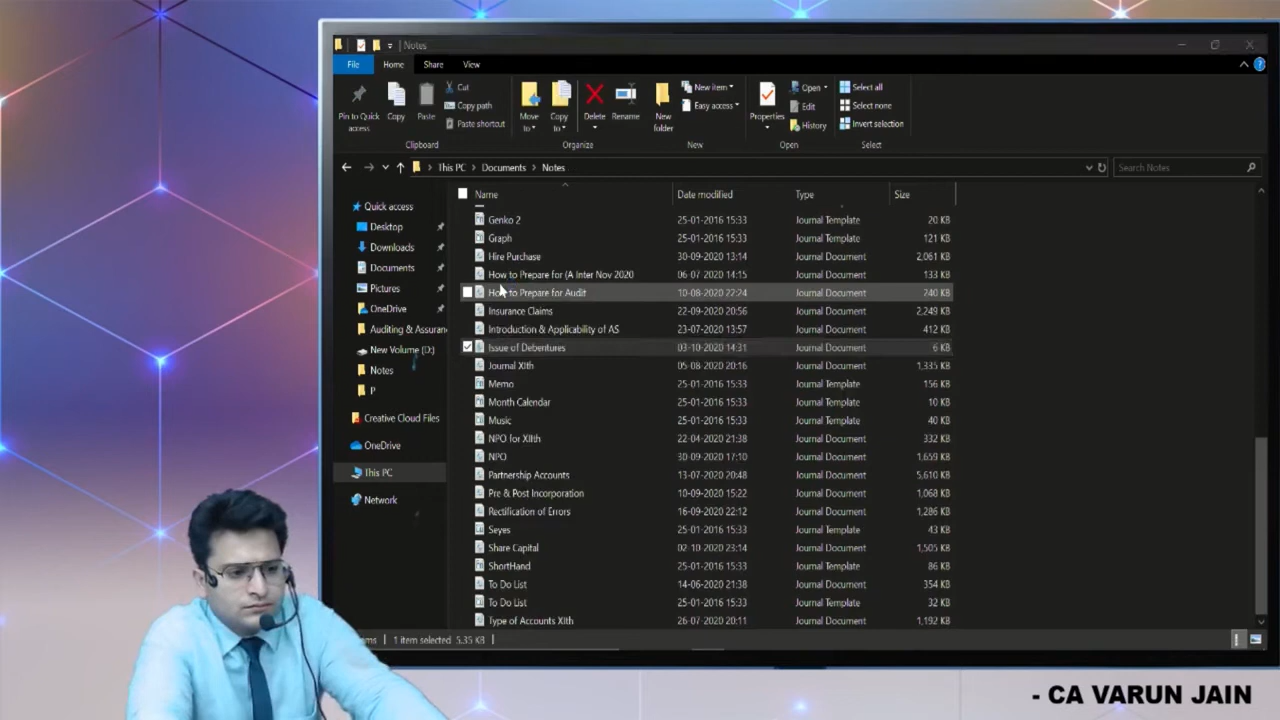 Notes
File Home Share View
Pin to Quick access
Copy
Paste
Cut
Copy path
Paste shortcut
Move to
Copy to
Delete
Rename
New folder
New item
Easy access
Properties
Open
Edit
History
Select all
Select none
Invert selection
Clipboard Organize New Open Select
This PC > Documents > Notes
Search Notes
Quick access
Desktop
Downloads
Documents
Pictures
OneDrive
Auditing & Assuran
New Volume (D:)
Notes
P
Creative Cloud Files
OneDrive
This PC
Network
Name Date modified Type Size
Genko 2 25-01-2016 15:33 Journal Template 20 KB
Graph 25-01-2016 15:33 Journal Template 121 KB
Hire Purchase 30-09-2020 13:14 Journal Document 2,061 KB
How to Prepare for (A Inter Nov 2020 06-07-2020 14:15 Journal Document 133 KB
How to Prepare for Audit 10-08-2020 22:24 Journal Document 240 KB
Insurance Claims 22-09-2020 20:56 Journal Document 2,249 KB
Introduction & Applicability of AS 23-07-2020 13:57 Journal Document 412 KB
Issue of Debentures 03-10-2020 14:31 Journal Document 6 KB
Journal XIth 05-08-2020 20:16 Journal Document 1,335 KB
Memo 25-01-2016 15:33 Journal Template 156 KB
Month Calendar 25-01-2016 15:33 Journal Template 10 KB
Music 25-01-2016 15:33 Journal Template 40 KB
NPO for XIIth 22-04-2020 21:38 Journal Document 332 KB
NPO 30-09-2020 17:10 Journal Document 1,659 KB
Partnership Accounts 13-07-2020 20:48 Journal Document 5,610 KB
Pre & Post Incorporation 10-09-2020 15:22 Journal Document 1,068 KB
Rectification of Errors 16-09-2020 22:12 Journal Document 1,286 KB
Seyes 25-01-2016 15:33 Journal Template 43 KB
Share Capital 02-10-2020 23:14 Journal Document 1,505 KB
ShortHand 25-01-2016 15:33 Journal Template 86 KB
To Do List 14-06-2020 21:38 Journal Document 354 KB
To Do List 25-01-2016 15:33 Journal Template 32 KB
Type of Accounts XIth 26-07-2020 20:11 Journal Document 1,192 KB
1 item selected 5.35 KB
- CA VARUN JAIN